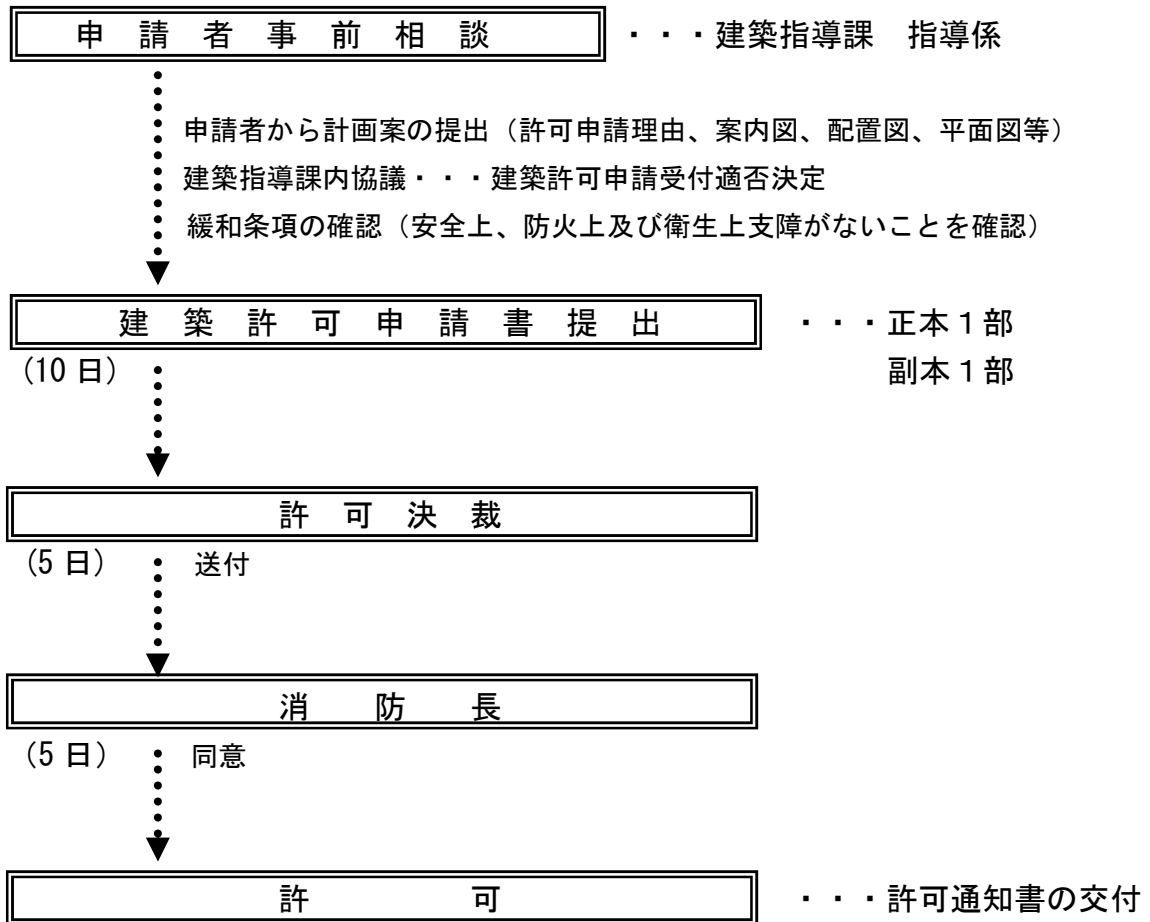 申請者事前相談 ・・・建築指導課 指導係
申請者から計画案の提出（許可申請理由、案内図、配置図、平面図等）
建築指導課内協議・・・建築許可申請受付適否決定
緩和条項の確認（安全上、防火上及び衛生上支障がないことを確認）
建築許可申請書提出 ・・・正本１部
(10日) 副本１部
許可決裁
(5日) 送付
消防長
(5日) 同意
許可 ・・・許可通知書の交付